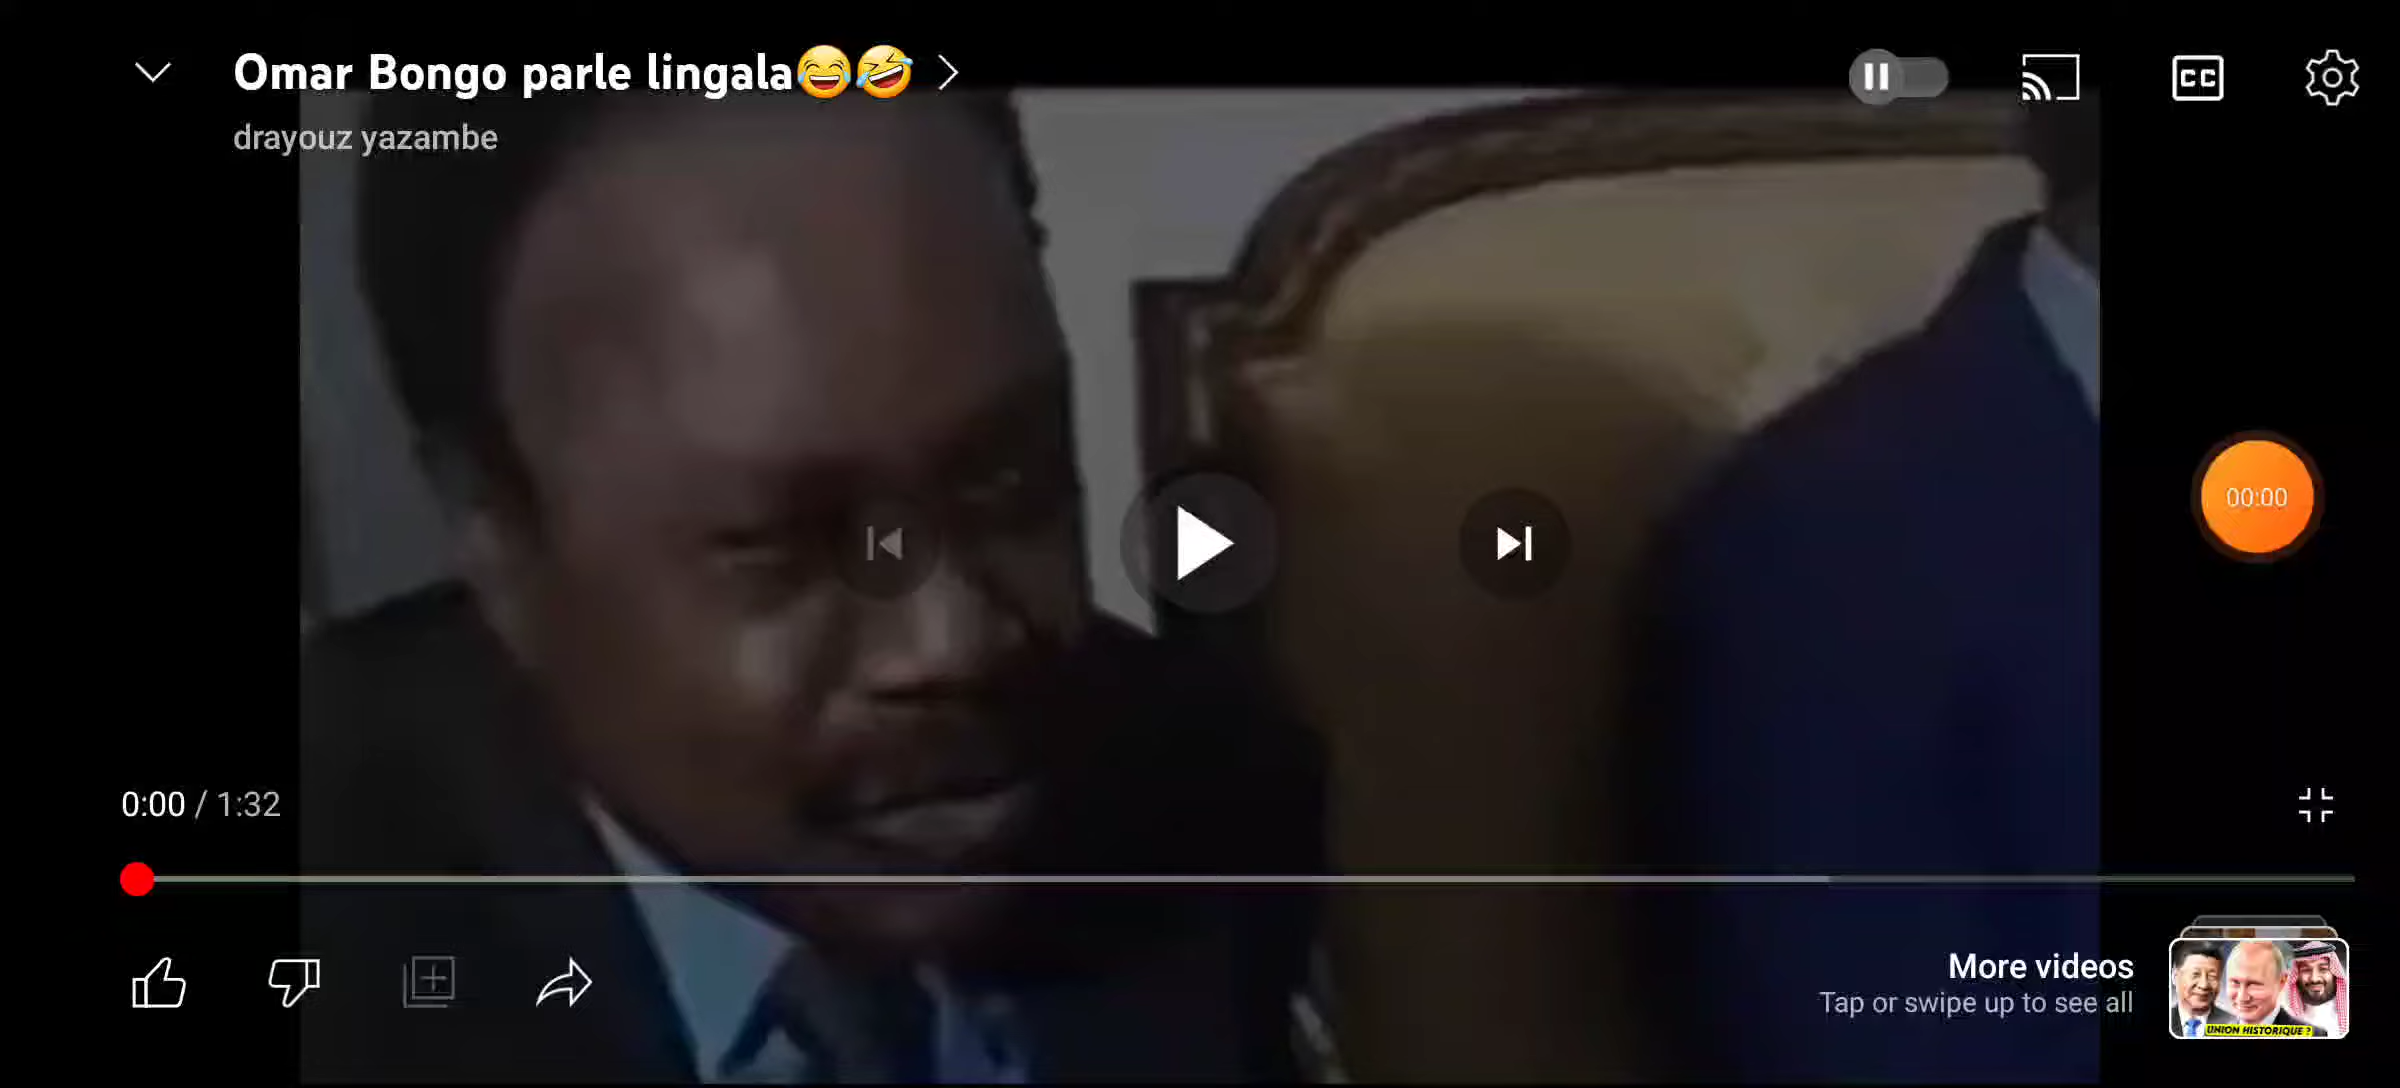 Omar Bongo parle lingala😂🤣
drayouz yazambe
CC
00:00
0:00 / 1:32
More videos
Tap or swipe up to see all
UNION HISTORIQUE ?